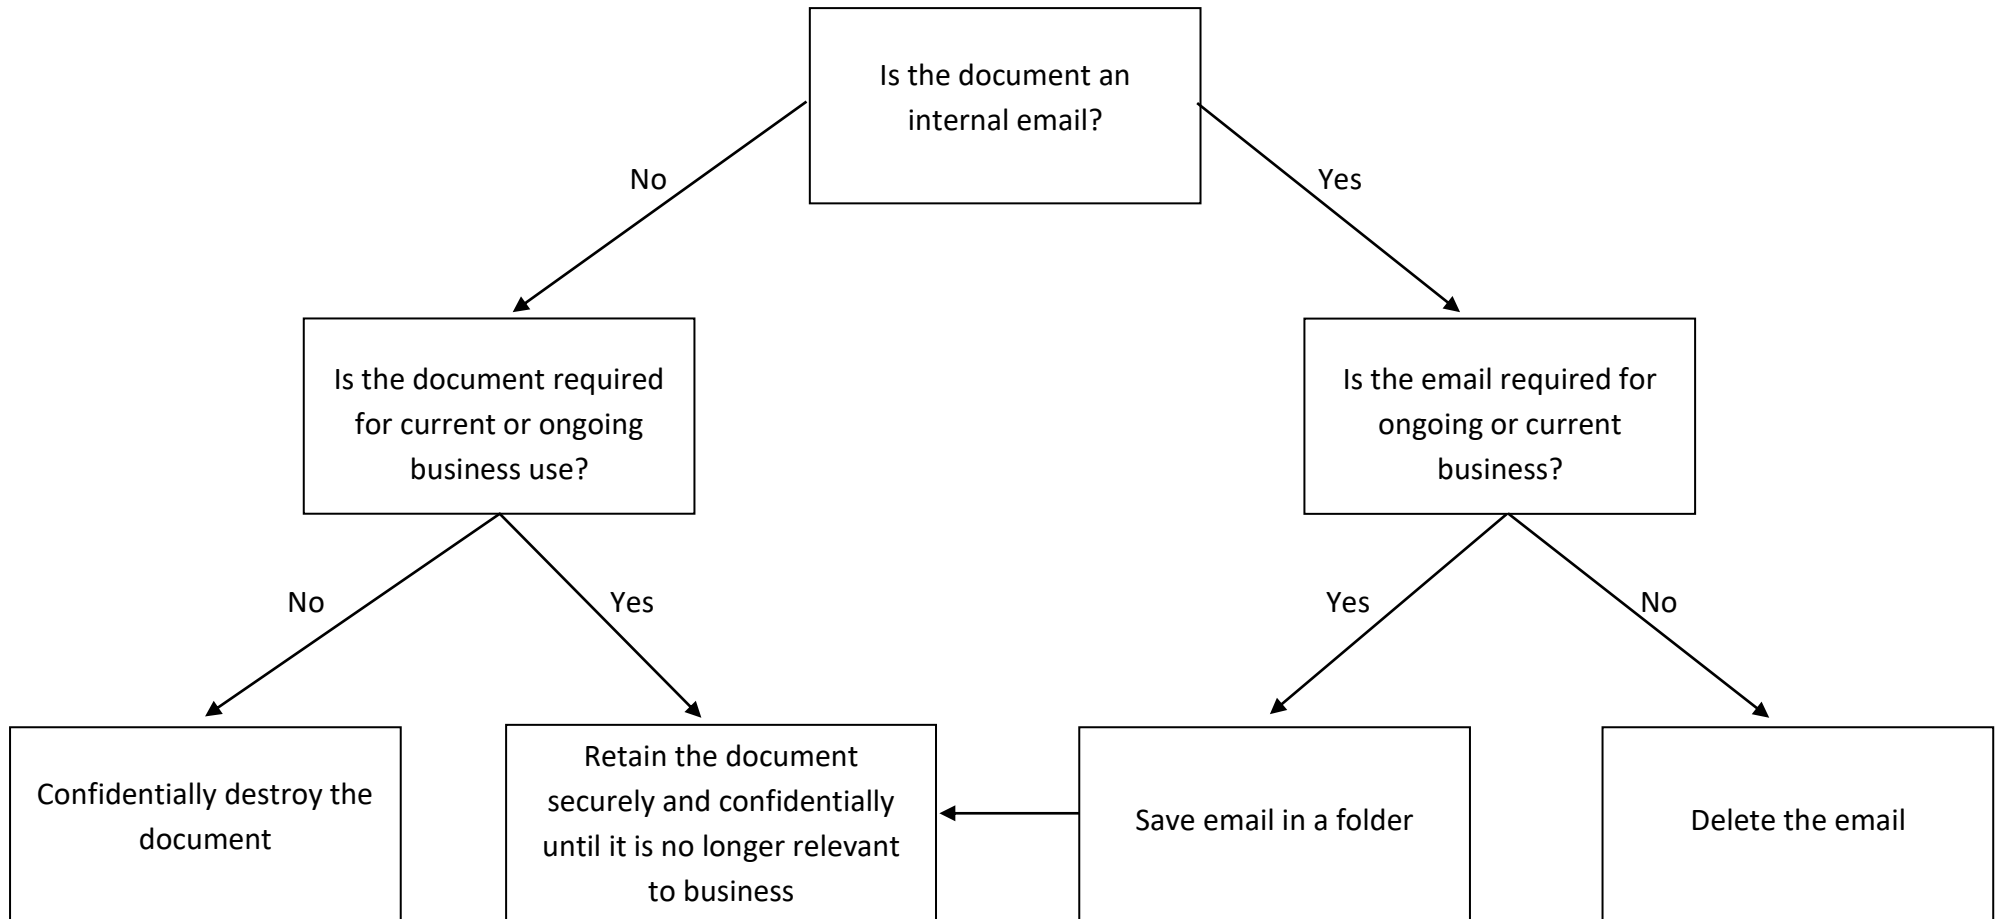 Is the document an
internal email?
No
Yes
Is the document required
for current or ongoing
business use?
Is the email required for
ongoing or current
business?
No
Yes
Yes
No
Confidentially destroy the
document
Retain the document
securely and confidentially
until it is no longer relevant
to business
Save email in a folder
Delete the email